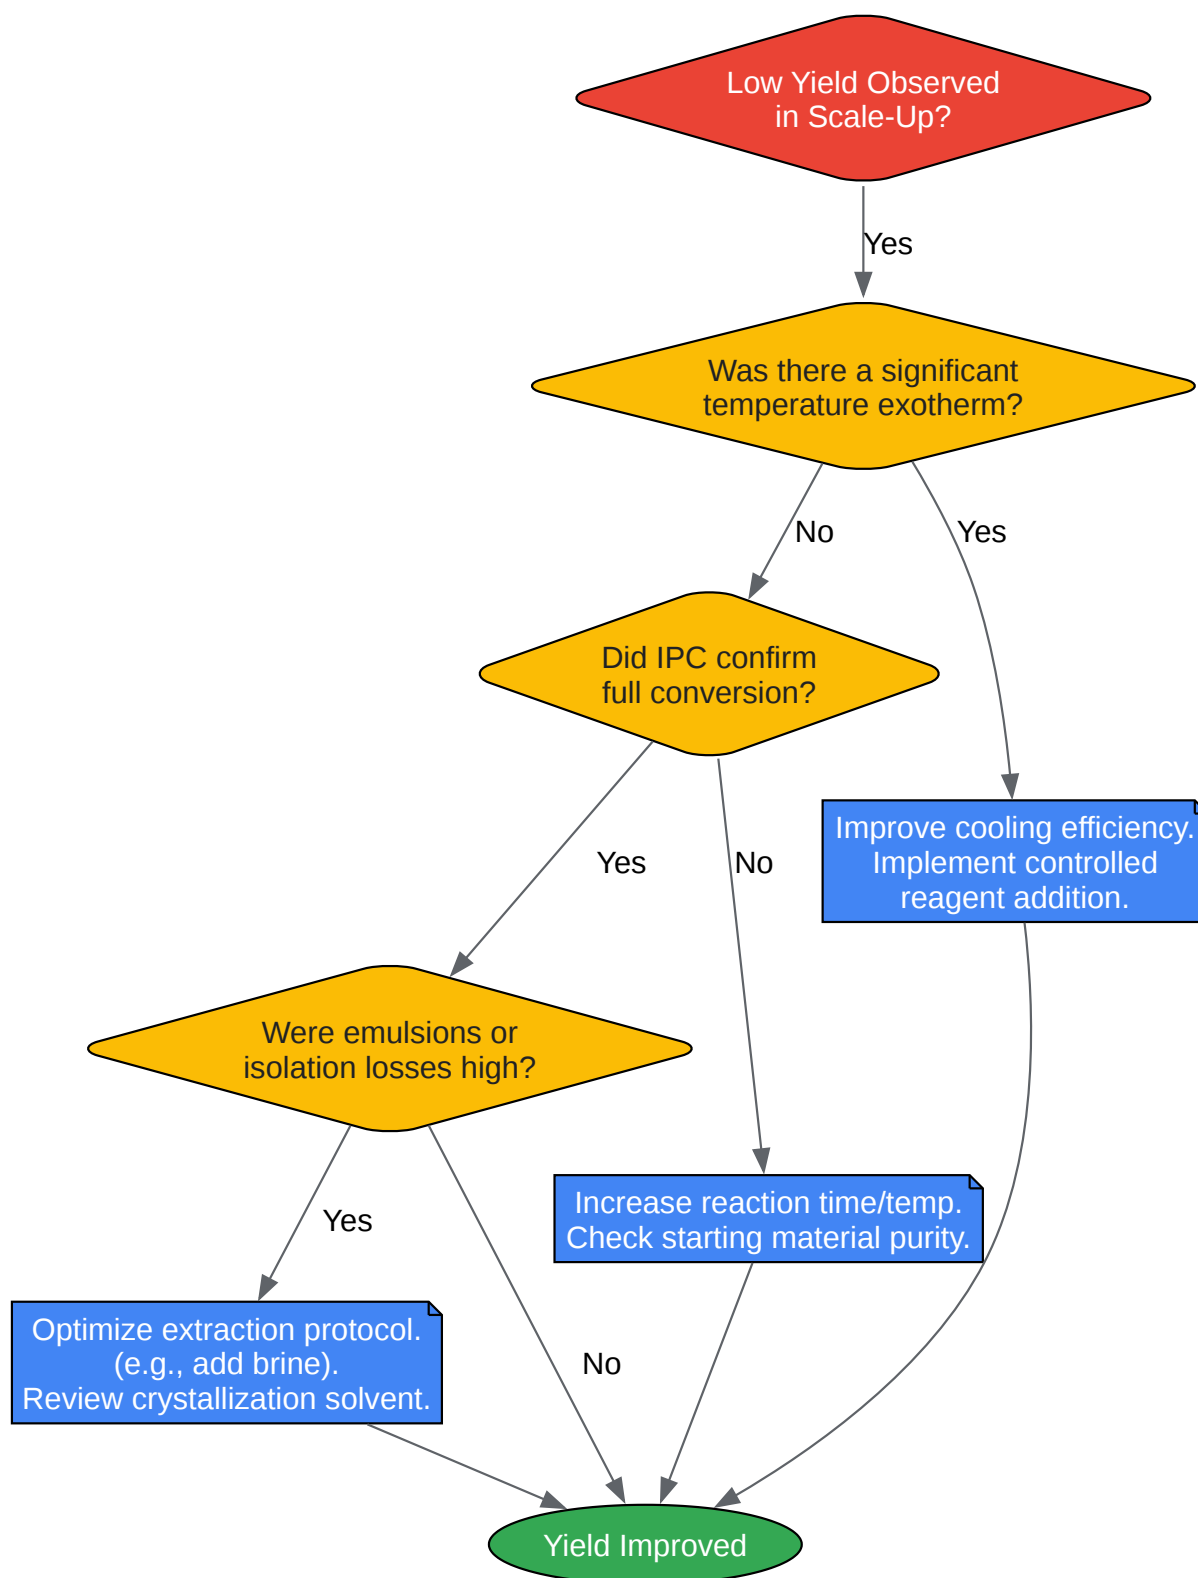 Low Yield Observed
in Scale-Up?
Yes
Was there a significant
temperature exotherm?
No
Yes
Did IPC confirm
full conversion?
Improve cooling efficiency.
Implement controlled
reagent addition.
Yes
No
Were emulsions or
isolation losses high?
Increase reaction time/temp.
Check starting material purity.
Yes
No
Optimize extraction protocol.
(e.g., add brine).
Review crystallization solvent.
Yield Improved